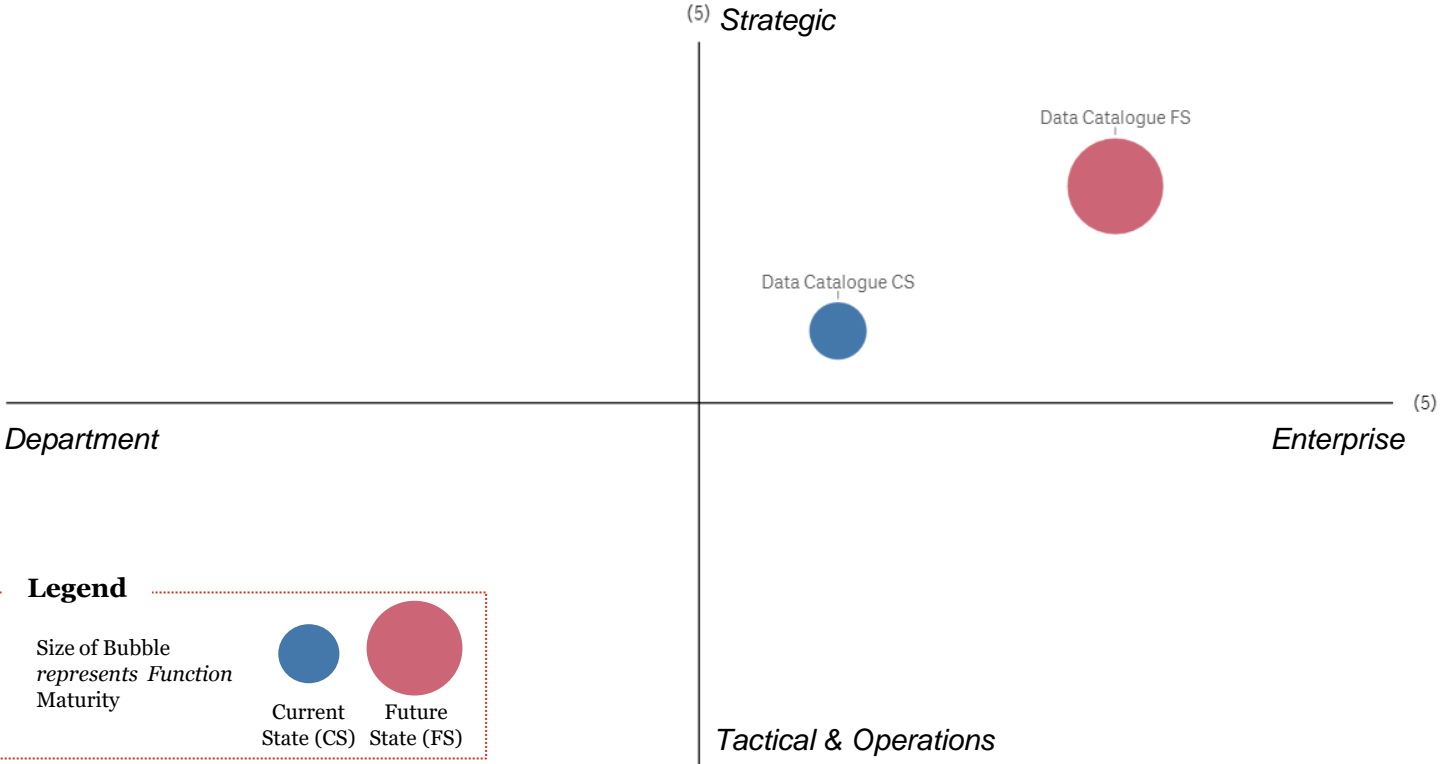 (5) Strategic
Data Catalogue FS
Data Catalogue CS
(5)
Department
Enterprise
Legend
Size of Bubble
represents Function
Maturity
Current
State (CS)
Future
State (FS)
Tactical & Operations